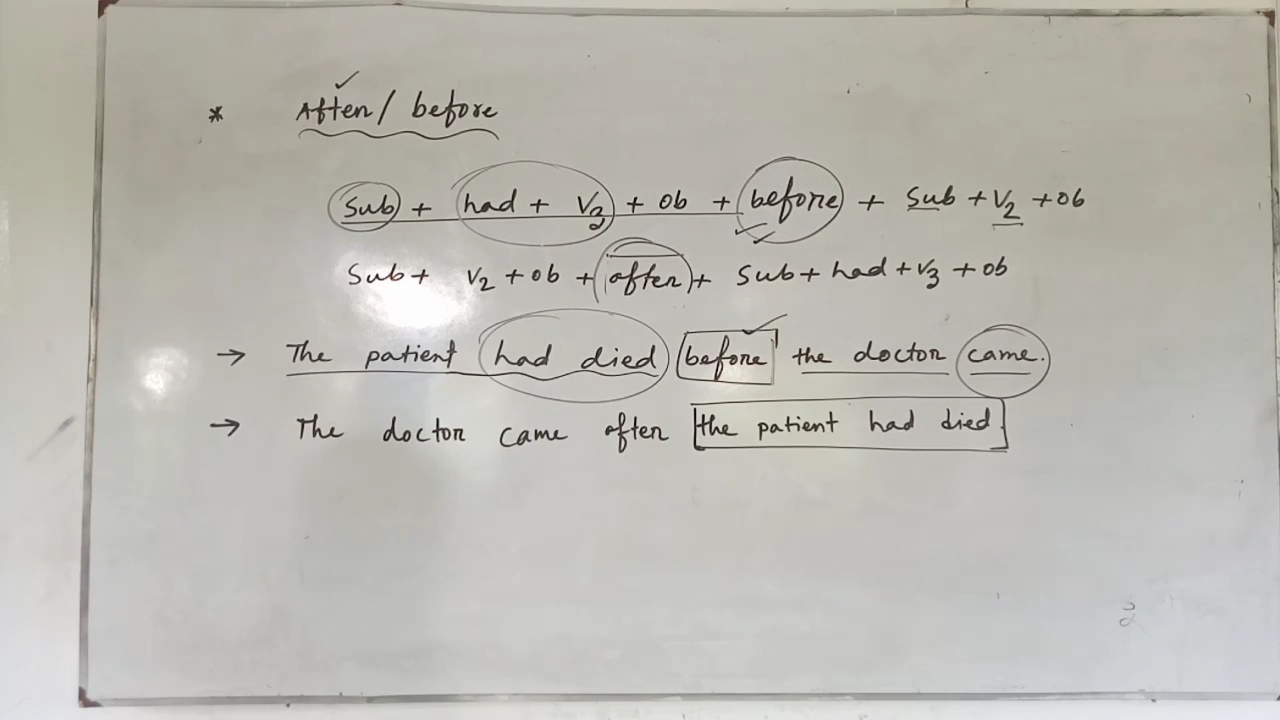 * After / before
Sub + had + V3 + ob + before + Sub + V2 + ob
Sub + V2 + ob + after + Sub + had + V3 + ob
→ The patient had died before the doctor came.
→ The doctor came after the patient had died